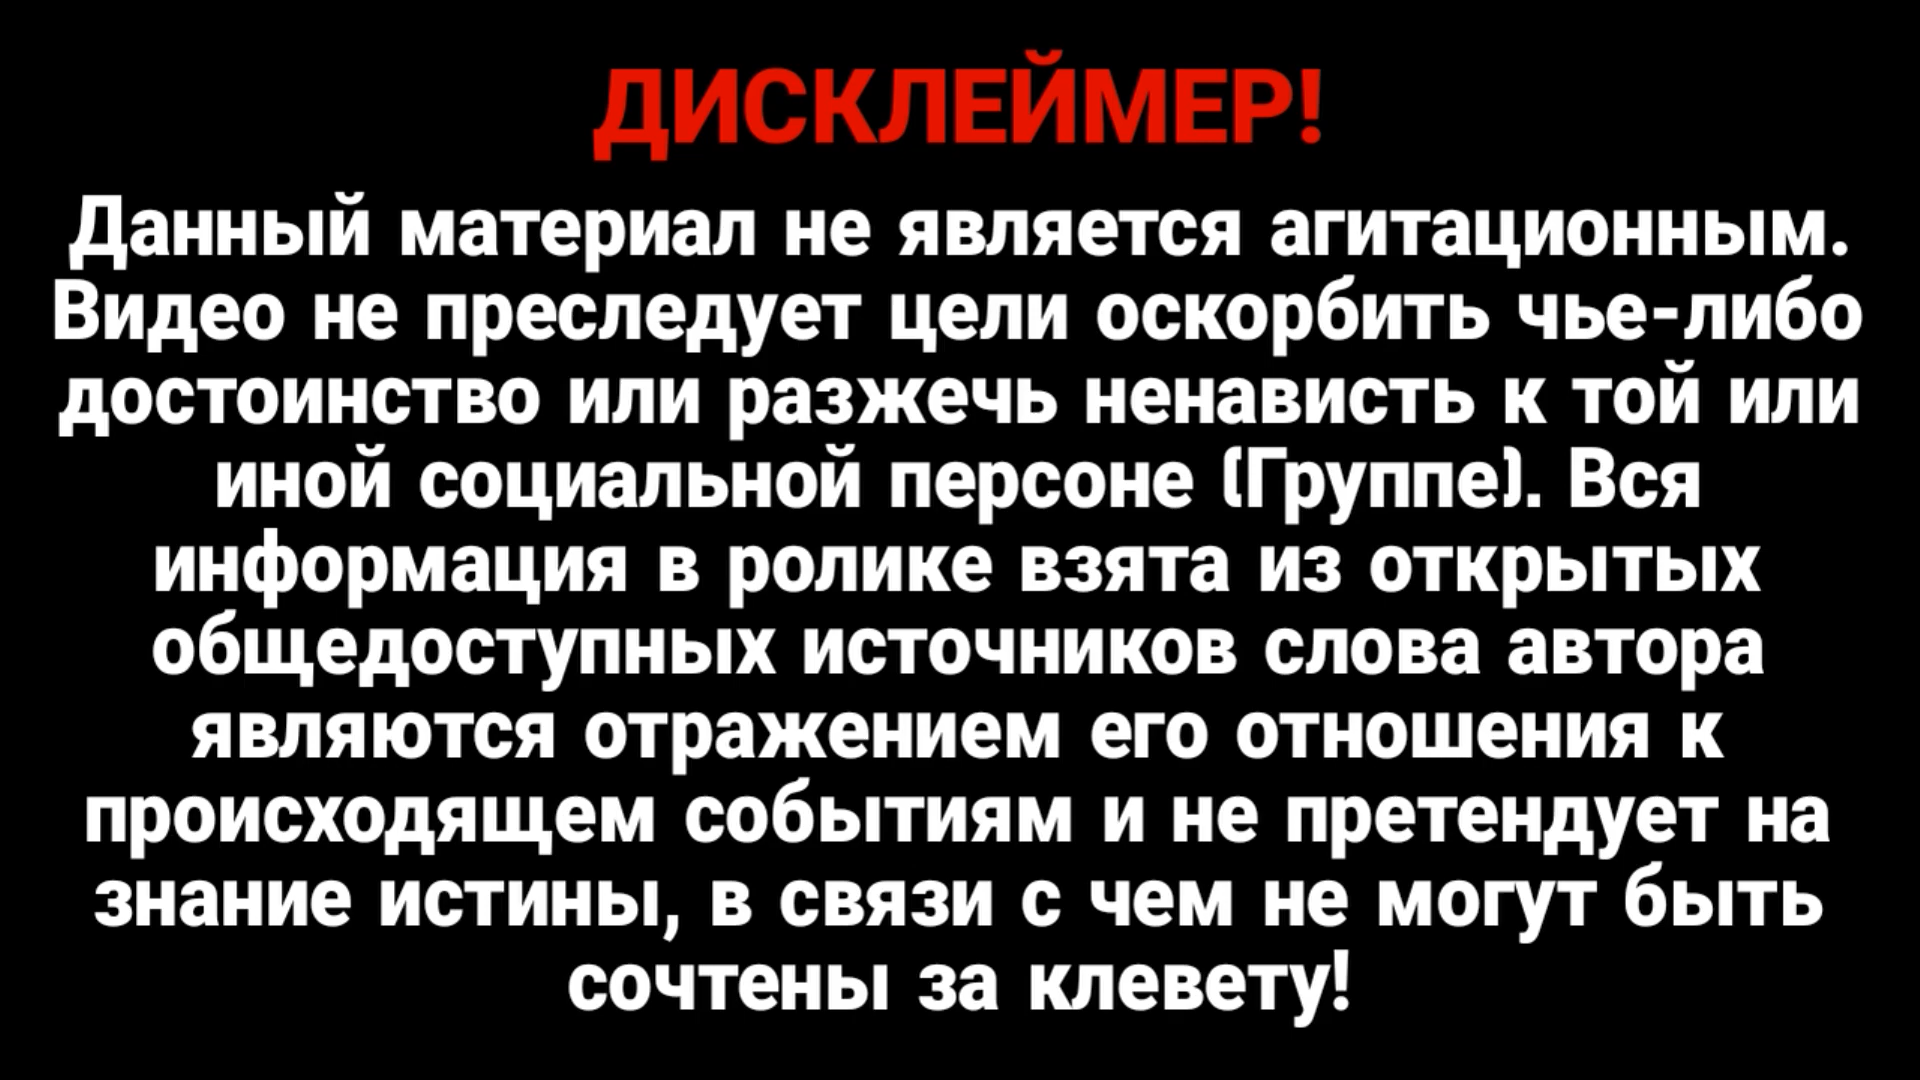 ДИСКЛЕЙМЕР!
Данный материал не является агитационным.
Видео не преследует цели оскорбить чье-либо
достоинство или разжечь ненависть к той или
иной социальной персоне (Группе). Вся
информация в ролике взята из открытых
общедоступных источников слова автора
являются отражением его отношения к
происходящем событиям и не претендует на
знание истины, в связи с чем не могут быть
сочтены за клевету!